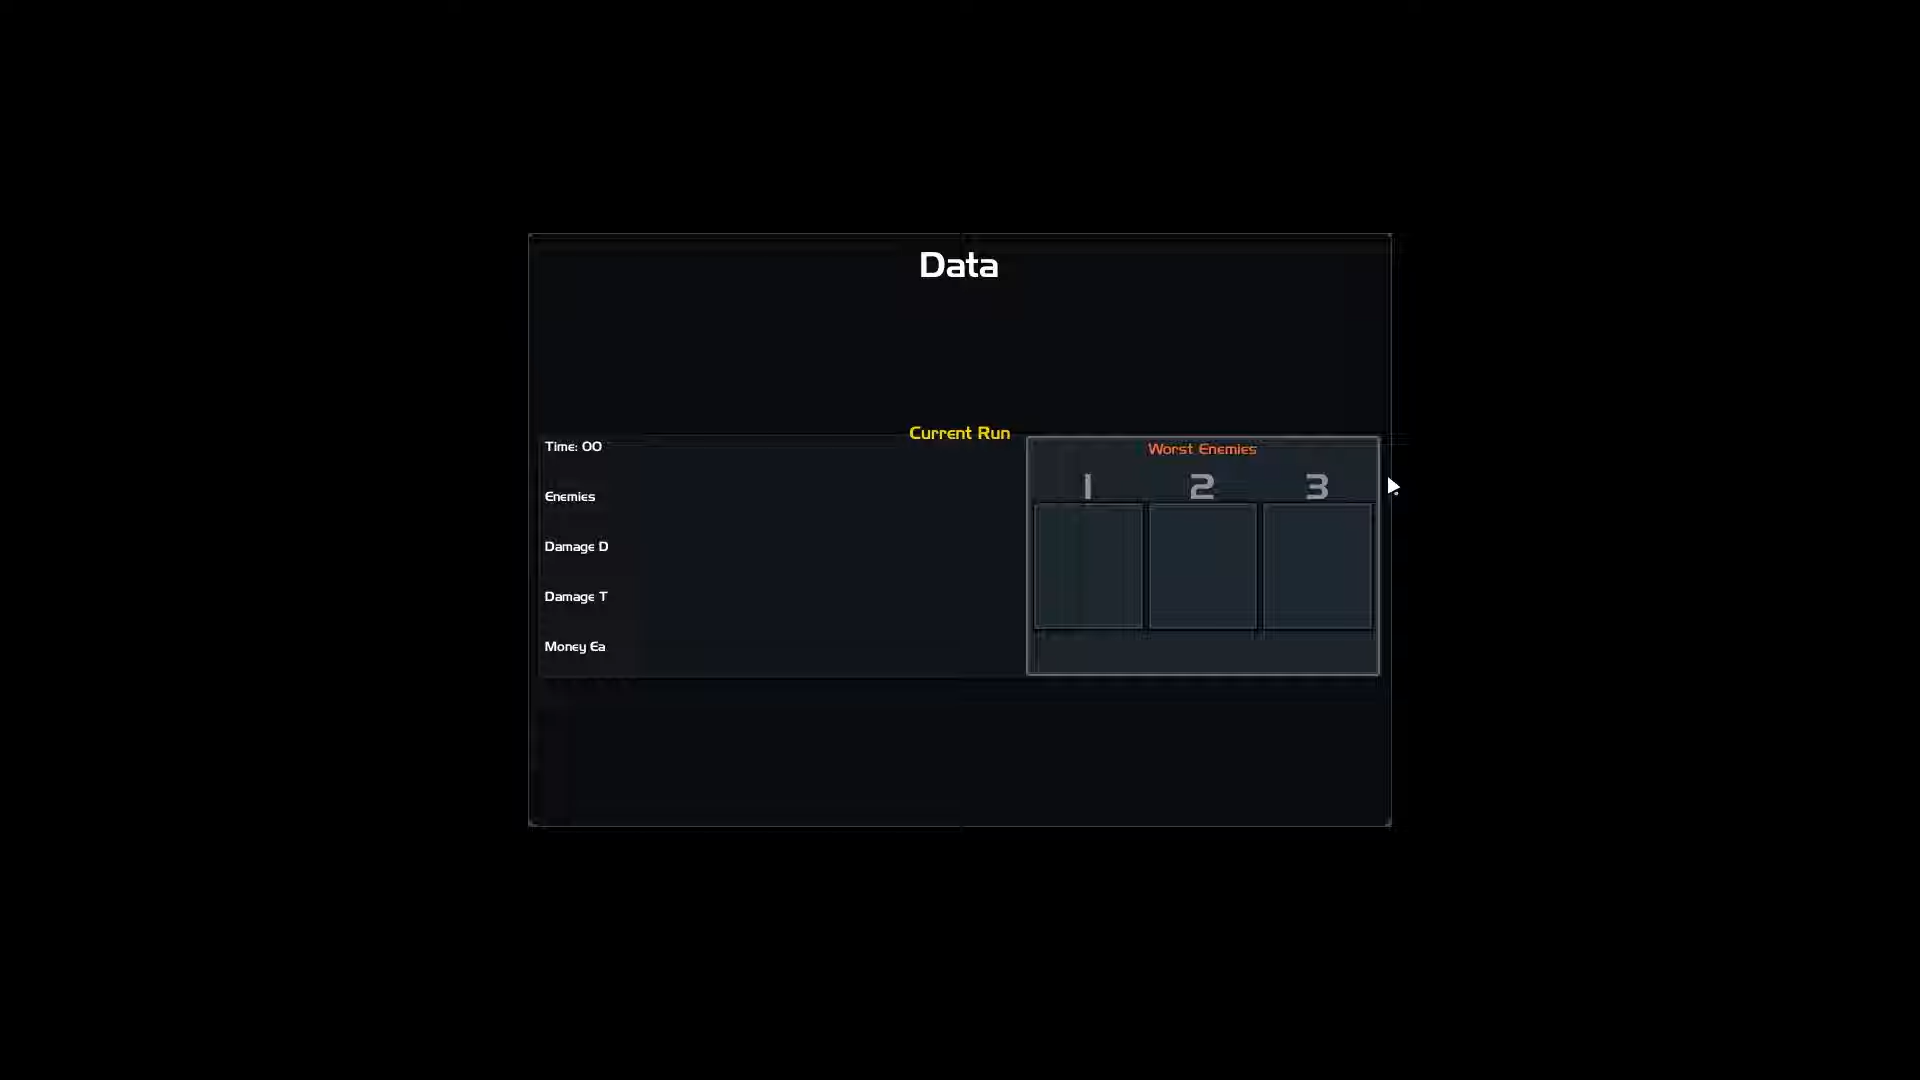 Data
Current Run
Time: 00
Enemies
Damage D
Damage T
Money Ea
Worst Enemies
1 2 3